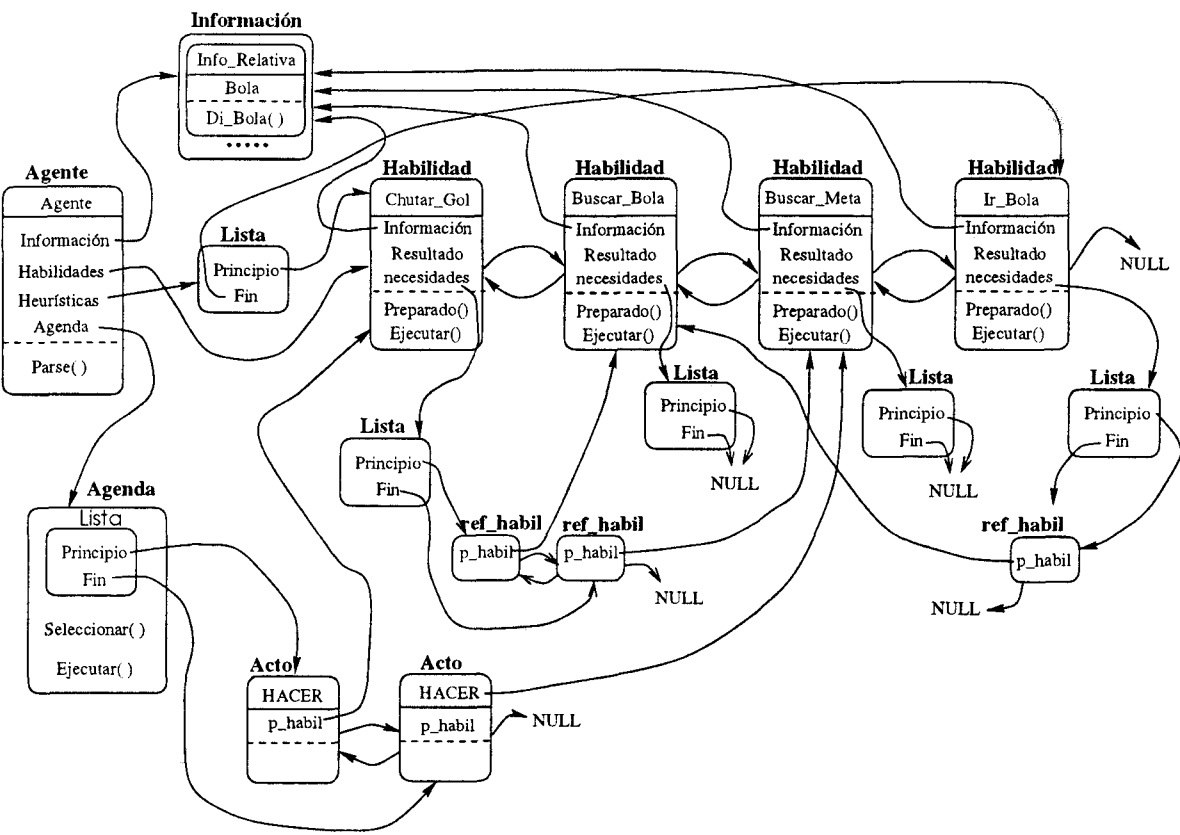 Información
Info_Relativa
Bola
Di_Bola( )
•••••
Agente
Agente
Información
Habilidades
Heurísticas
Agenda
Parse( )
Lista
Principio
Fin
Habilidad
Chutar_Gol
Información
Resultado
necesidades
Preparado()
Ejecutar()
Habilidad
Buscar_Bola
Información
Resultado
necesidades
Preparado()
Ejecutar()
Habilidad
Buscar_Meta
Información
Resultado
necesidades
Preparado()
Ejecutar()
Habilidad
Ir_Bola
Información
Resultado
necesidades
Preparado()
Ejecutar()
NULL
Lista
Principio
Fin
Lista
Principio
Fin
NULL
Lista
Principio
Fin
NULL
Lista
Principio
Fin
ref_habil
p_habil
ref_habil
p_habil
NULL
ref_habil
p_habil
NULL
Agenda
Lista
Principio
Fin
Seleccionar( )
Ejecutar( )
Acto
HACER
p_habil
Acto
HACER
p_habil
NULL